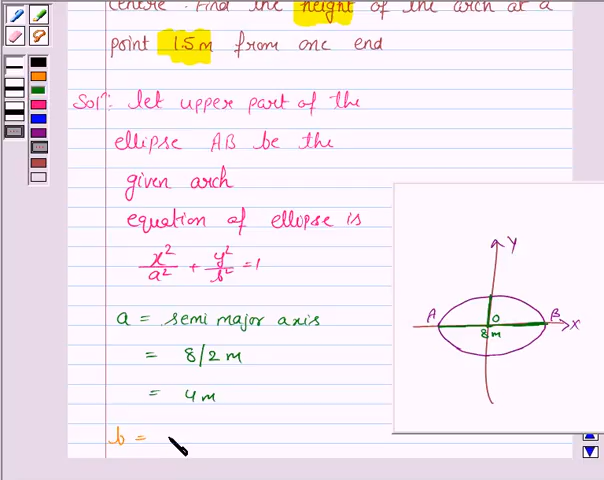 centre. Find the height of the arch at a
point 1.5m from one end
Solⁿ: let upper part of the
ellipse AB be the
given arch
equation of ellipse is
x²/a² + y²/b² = 1
a = semi major axis
= 8/2 m
= 4 m
b =
Y
A
O
B
X
8 m